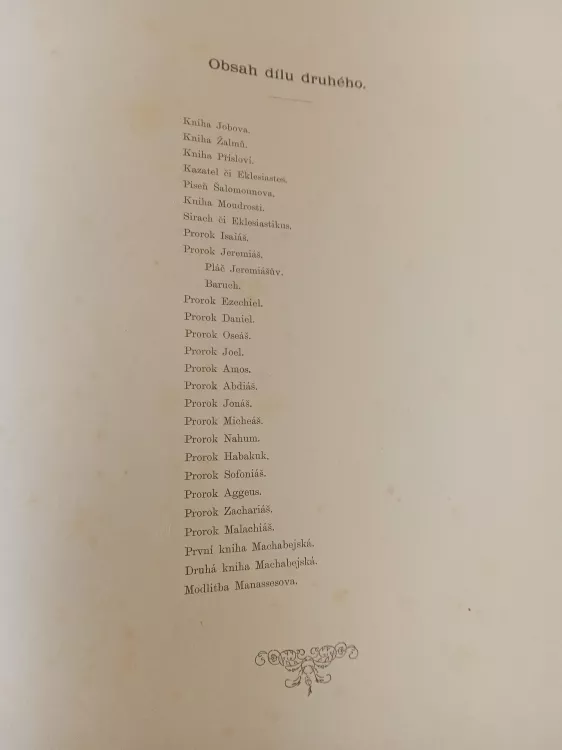 Obsah dílu druhého.
Kniha Jobova.
Kniha Žalmů.
Kniha Přísloví.
Kazatel či Eklesiastes.
Píseň Šalomounova.
Kniha Moudrosti.
Sirach či Eklesiastikus.
Prorok Isaiáš.
Prorok Jeremiáš.
Pláč Jeremiášův.
Baruch.
Prorok Ezechiel.
Prorok Daniel.
Prorok Oseáš.
Prorok Joel.
Prorok Amos.
Prorok Abdiáš.
Prorok Jonáš.
Prorok Micheáš.
Prorok Nahum.
Prorok Habakuk.
Prorok Sofoniáš.
Prorok Aggeus.
Prorok Zachariáš.
Prorok Malachiáš.
První kniha Machabejská.
Druhá kniha Machabejská.
Modlitba Manassesova.